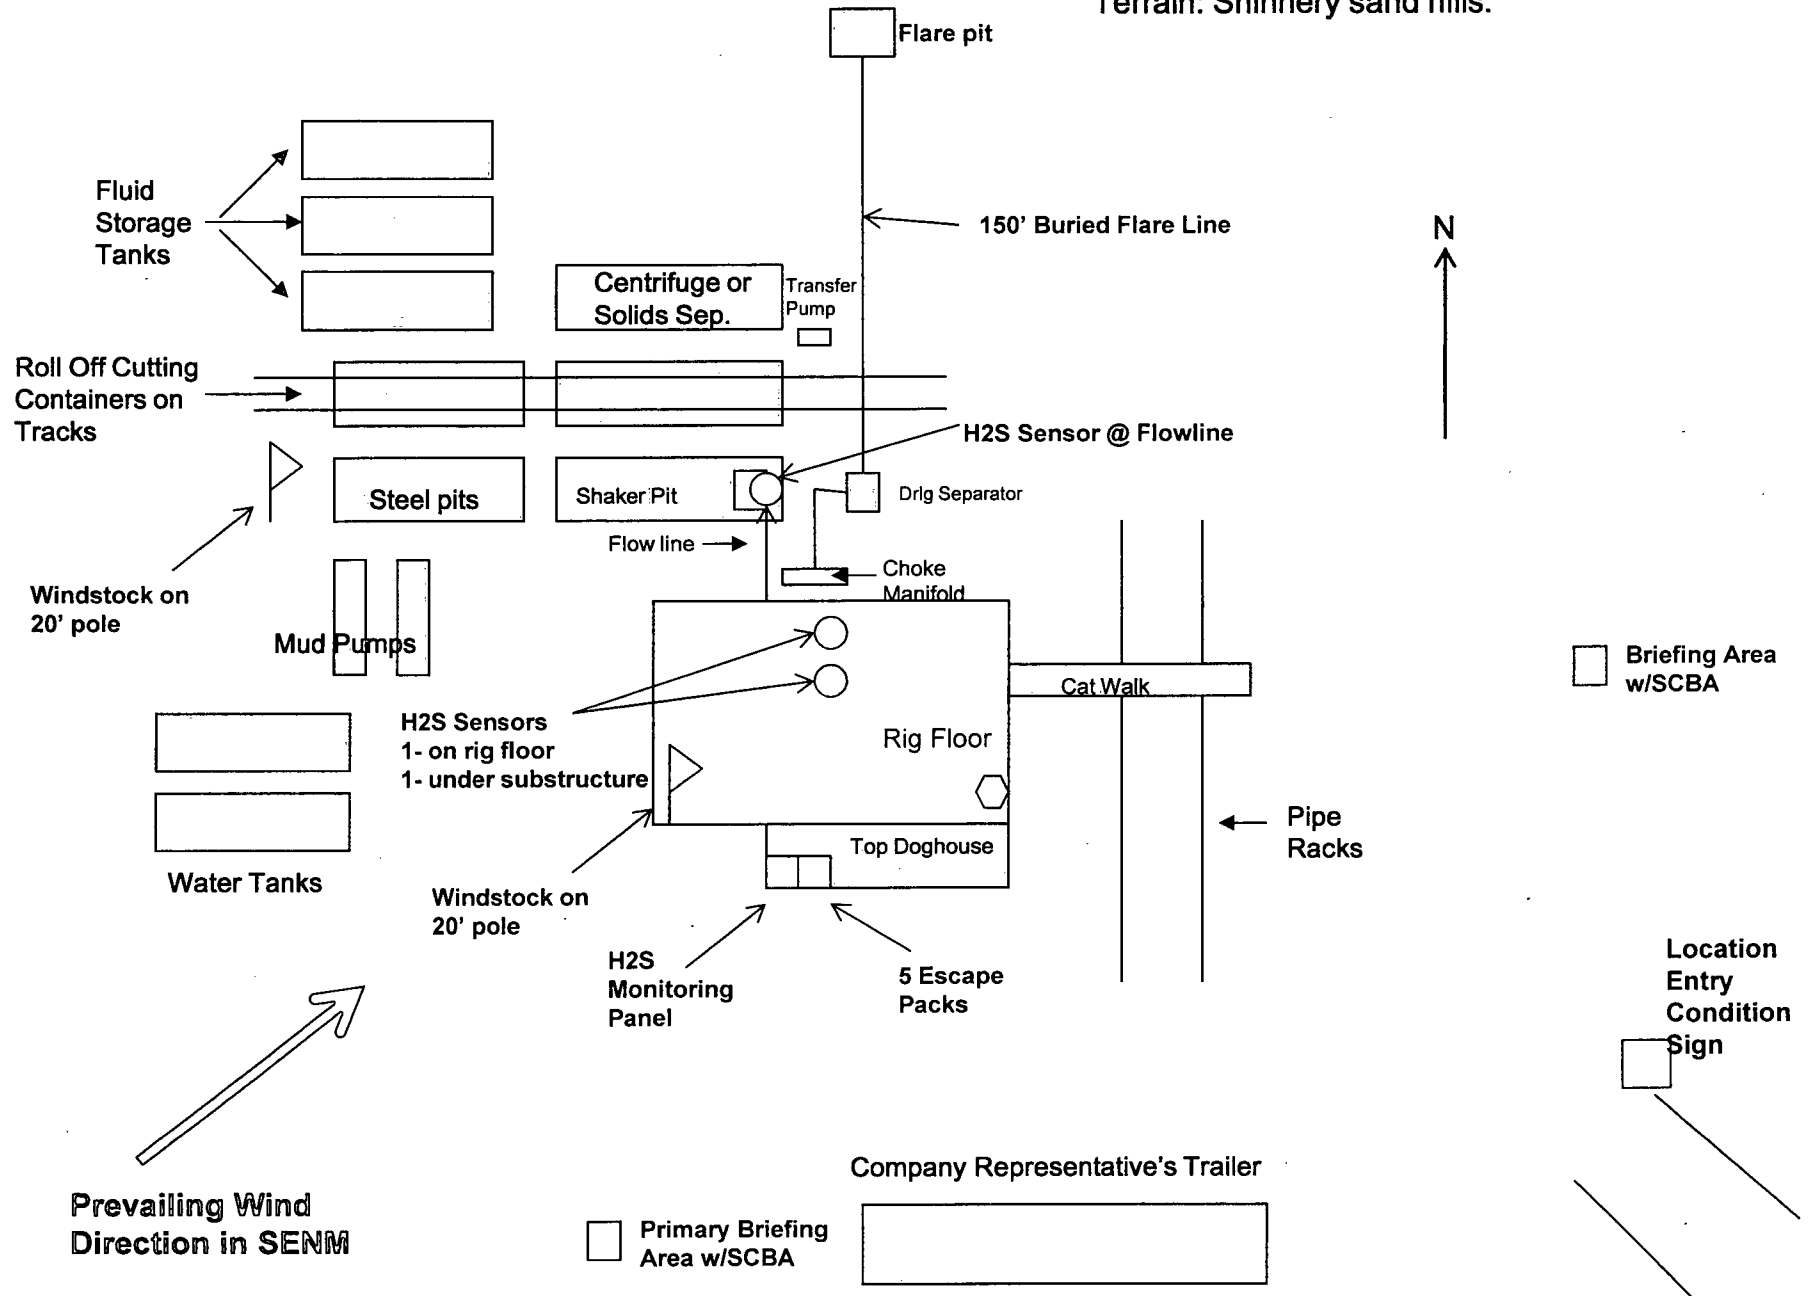 Terrain: Shinnery sand hills.
Flare pit
Fluid
Storage
Tanks
150' Buried Flare Line
N
Centrifuge or
Solids Sep.
Transfer
Pump
Roll Off Cutting
Containers on
Tracks
H2S Sensor @ Flowline
Steel pits
Shaker Pit
Drlg Separator
Flow line
Choke
Manifold
Windstock on
20' pole
Mud Pumps
Briefing Area
w/SCBA
Cat Walk
H2S Sensors
1- on rig floor
1- under substructure
Rig Floor
Pipe
Racks
Top Doghouse
Water Tanks
Windstock on
20' pole
H2S
Monitoring
Panel
5 Escape
Packs
Location
Entry
Condition
Sign
Prevailing Wind
Direction in SENM
Company Representative's Trailer
Primary Briefing
Area w/SCBA